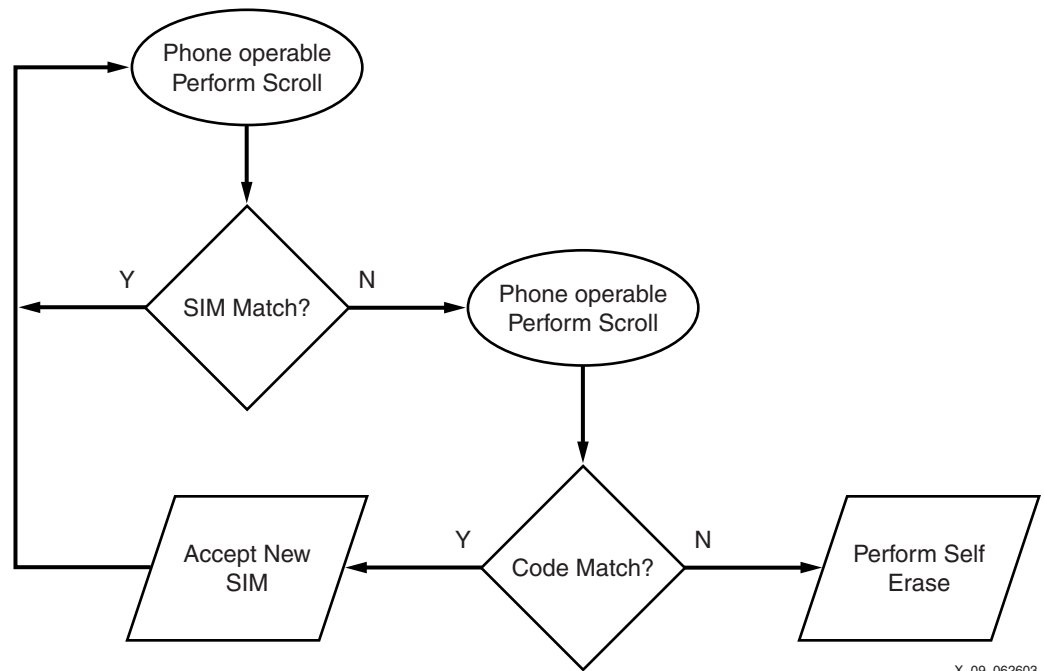 Phone operable
Perform Scroll
Y
SIM Match?
N
Phone operable
Perform Scroll
Accept New
SIM
Y
Code Match?
N
Perform Self
Erase
X_09_062603